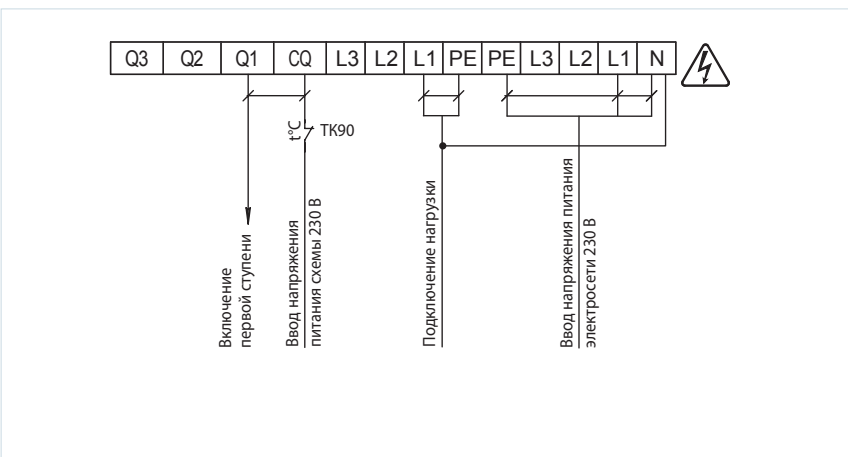 Q3 Q2 Q1 CQ L3 L2 L1 PE PE L3 L2 L1 N
t°C
ТК90
Включение
первой ступени
Ввод напряжения
питания схемы 230 В
Подключение нагрузки
Ввод напряжения питания
электросети 230 В